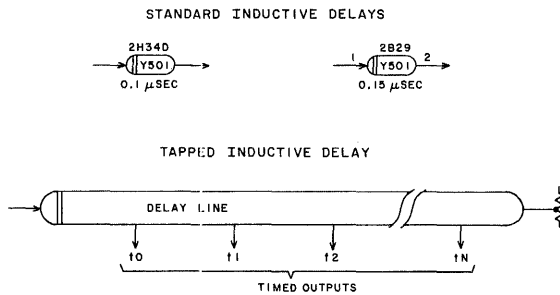 STANDARD INDUCTIVE DELAYS
2H34D
Y501
0.1 µSEC
1
2B29
2
Y501
0.15 µSEC
TAPPED INDUCTIVE DELAY
DELAY LINE
t0 t1 t2 tN
TIMED OUTPUTS